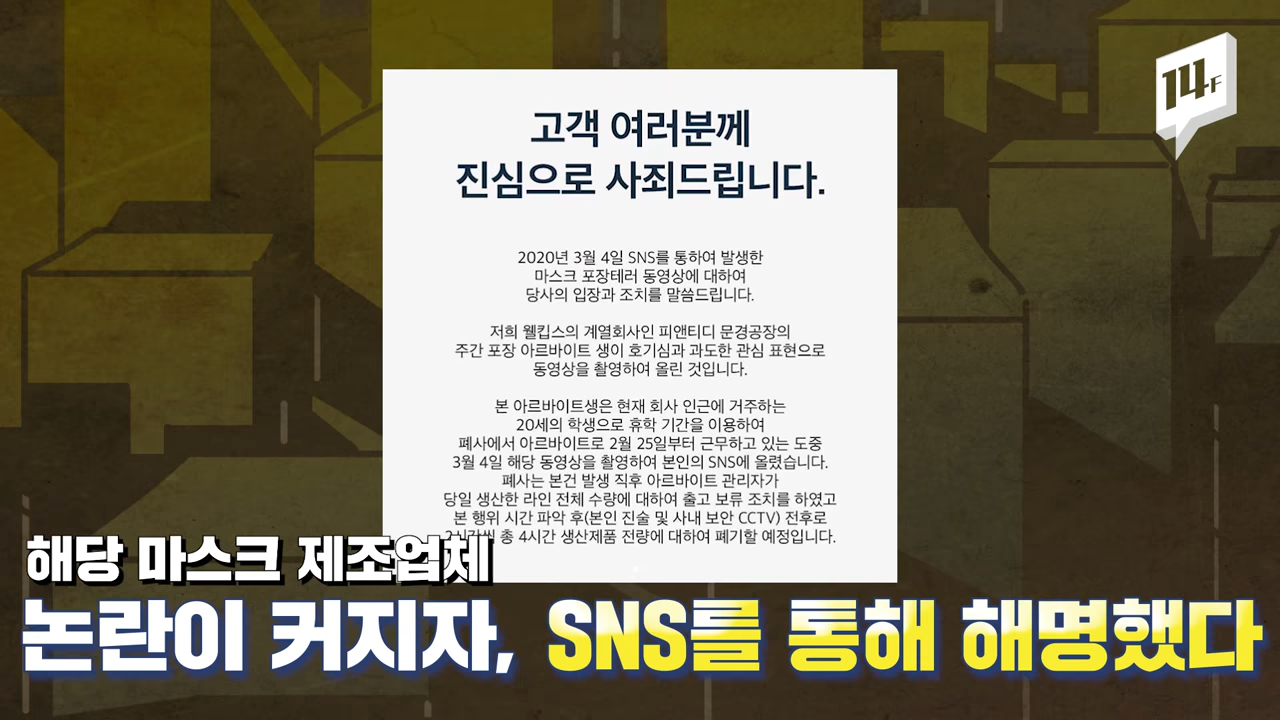 14F
고객 여러분께
진심으로 사죄드립니다.
2020년 3월 4일 SNS를 통하여 발생한
마스크 포장테러 동영상에 대하여
당사의 입장과 조치를 말씀드립니다.
저희 웰킵스의 계열회사인 피앤티디 문경공장의
주간 포장 아르바이트 생이 호기심과 과도한 관심 표현으로
동영상을 촬영하여 올린 것입니다.
본 아르바이트생은 현재 회사 인근에 거주하는
20세의 학생으로 휴학 기간을 이용하여
폐사에서 아르바이트로 2월 25일부터 근무하고 있는 도중
3월 4일 해당 동영상을 촬영하여 본인의 SNS에 올렸습니다.
폐사는 본건 발생 직후 아르바이트 관리자가
당일 생산한 라인 전체 수량에 대하여 출고 보류 조치를 하였고
본 행위 시간 파악 후(본인 진술 및 사내 보안 CCTV) 전후로
총 4시간 생산제품 전량에 대하여 폐기할 예정입니다.
해당 마스크 제조업체
논란이 커지자, SNS를 통해 해명했다